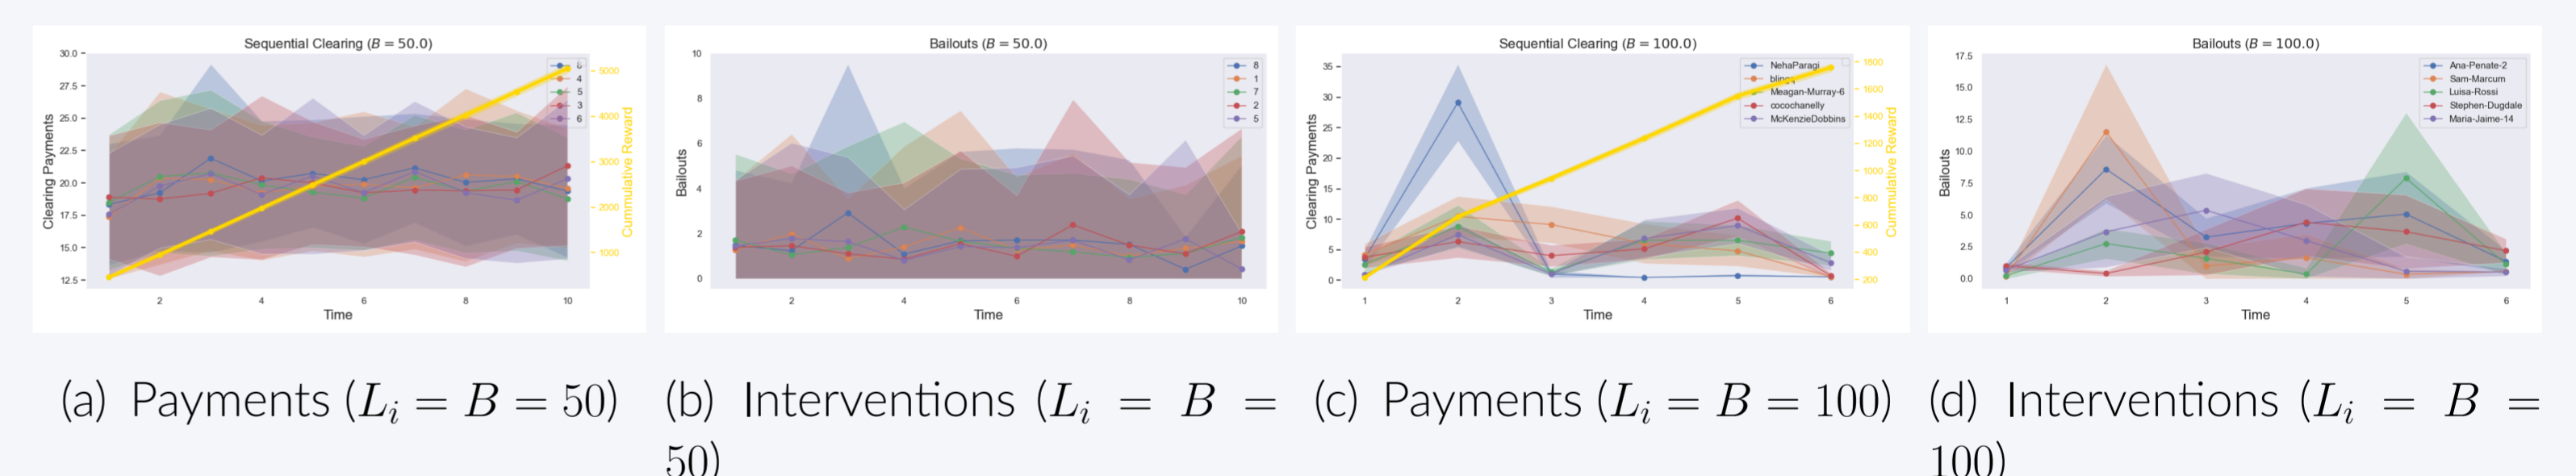 Sequential Clearing (B = 50.0)
30.0
27.5
25.0
22.5
20.0
17.5
15.0
12.5
Clearing Payments
2
4
6
8
10
Time
5000
4000
3000
2000
1000
Cummulative Reward
4
5
3
6
Bailouts (B = 50.0)
10
8
6
4
2
0
Bailouts
2
4
6
8
10
Time
8
1
7
2
5
Sequential Clearing (B = 100.0)
35
30
25
20
15
10
5
0
Clearing Payments
1
2
3
4
5
6
Time
1800
1600
1400
1200
1000
800
600
400
200
Cummulative Reward
NehaParagi
Meagan-Murray-6
cocochanelly
McKenzieDobbins
Bailouts (B = 100.0)
17.5
15.0
12.5
10.0
7.5
5.0
2.5
0.0
Bailouts
1
2
3
4
5
6
Time
Ana-Penate-2
Sam-Marcum
Luisa-Rossi
Stephen-Dugdale
Maria-Jaime-14
(a) Payments (Lᵢ = B = 50)
(b) Interventions (Lᵢ = B =
50)
(c) Payments (Lᵢ = B = 100)
(d) Interventions (Lᵢ = B =
100)